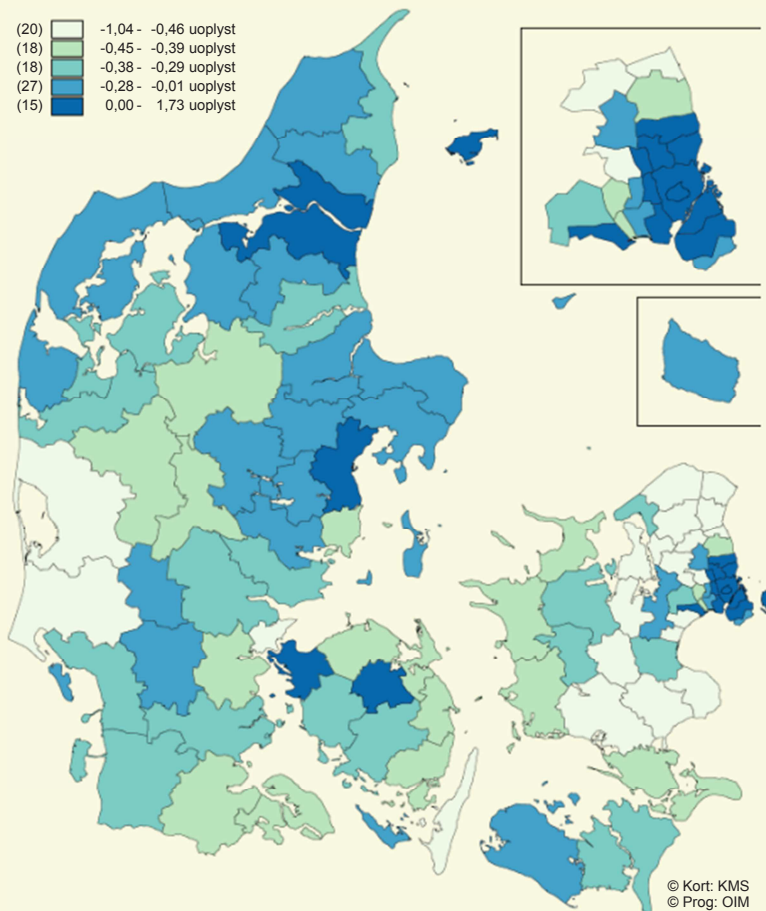 (20) -1,04 - -0,46 uoplyst
(18) -0,45 - -0,39 uoplyst
(18) -0,38 - -0,29 uoplyst
(27) -0,28 - -0,01 uoplyst
(15) 0,00 - 1,73 uoplyst
© Kort: KMS
© Prog: OIM